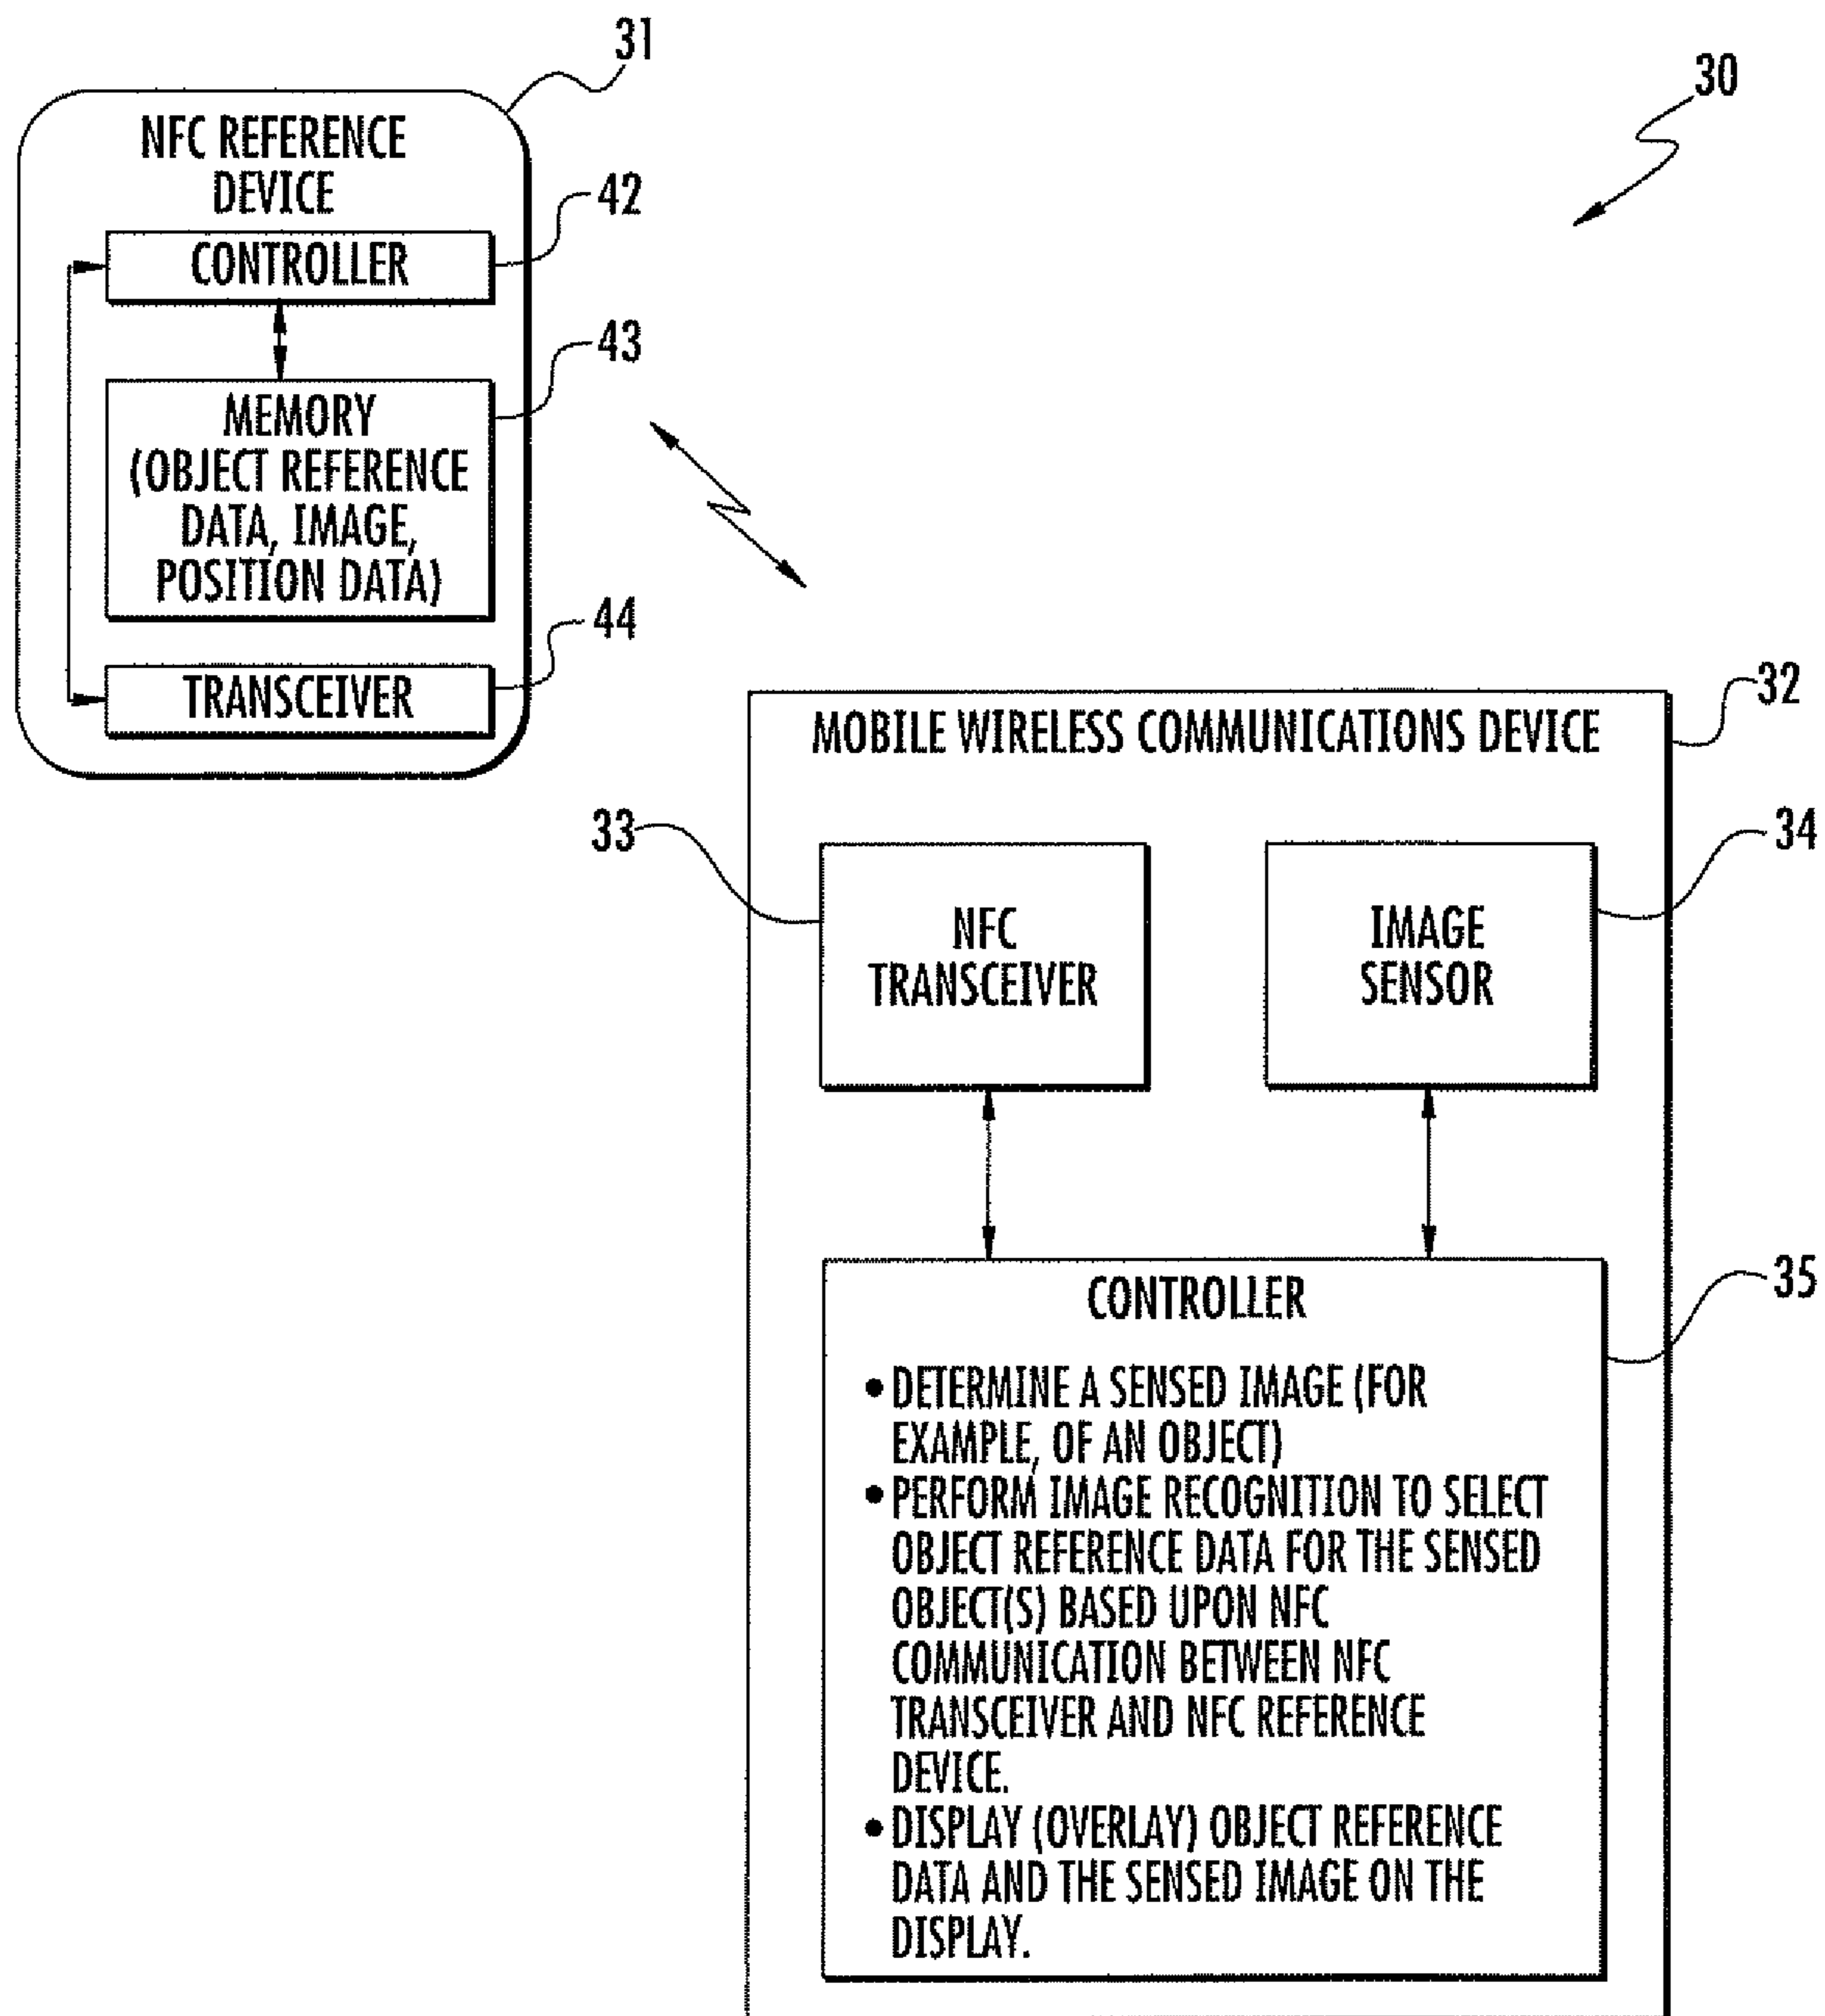 31
30
NFC REFERENCE
DEVICE
42
CONTROLLER
43
MEMORY
(OBJECT REFERENCE
DATA, IMAGE,
POSITION DATA)
44
TRANSCEIVER
32
MOBILE WIRELESS COMMUNICATIONS DEVICE
33
34
NFC
TRANSCEIVER
IMAGE
SENSOR
35
CONTROLLER
• DETERMINE A SENSED IMAGE (FOR
EXAMPLE, OF AN OBJECT)
• PERFORM IMAGE RECOGNITION TO SELECT
OBJECT REFERENCE DATA FOR THE SENSED
OBJECT(S) BASED UPON NFC
COMMUNICATION BETWEEN NFC
TRANSCEIVER AND NFC REFERENCE
DEVICE.
• DISPLAY (OVERLAY) OBJECT REFERENCE
DATA AND THE SENSED IMAGE ON THE
DISPLAY.